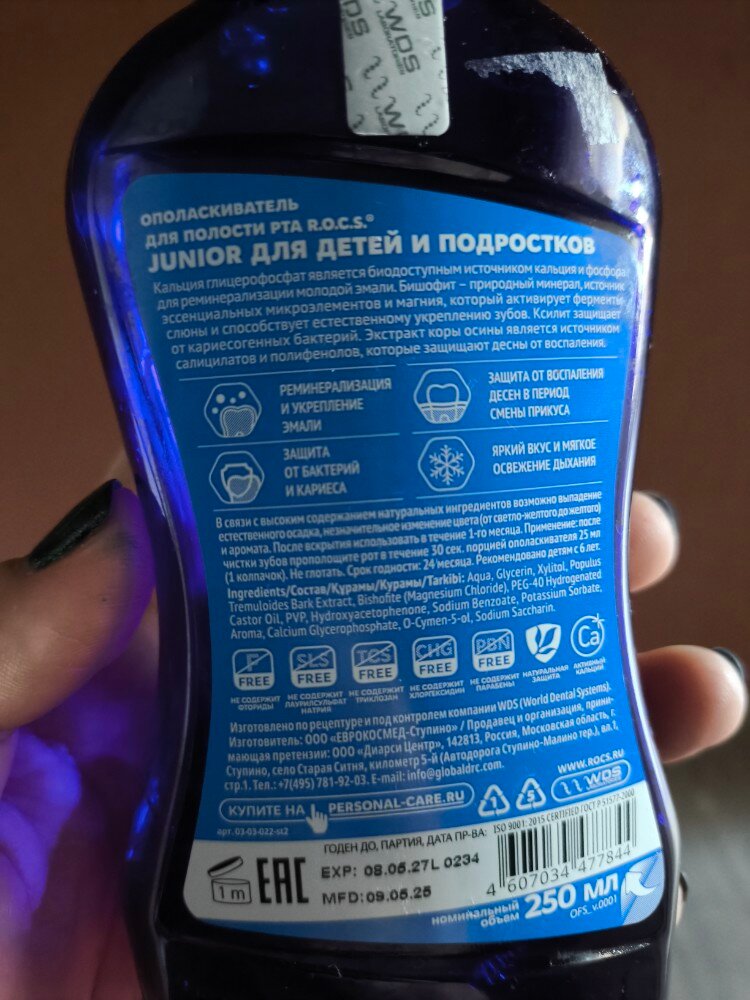 WDS
LABORATORIES
WDS
ОПОЛАСКИВАТЕЛЬ
ДЛЯ ПОЛОСТИ РТА R.O.C.S.®
JUNIOR ДЛЯ ДЕТЕЙ И ПОДРОСТКОВ
Кальция глицерофосфат является биодоступным источником кальция и фосфора
для реминерализации молодой эмали. Бишофит – природный минерал, источник
эссенциальных микроэлементов и магния, который активирует ферменты
слюны и способствует естественному укреплению зубов. Ксилит защищает
от кариесогенных бактерий. Экстракт коры осины является источником
салицилатов и полифенолов, которые защищают десны от воспаления.
РЕМИНЕРАЛИЗАЦИЯ
И УКРЕПЛЕНИЕ
ЭМАЛИ
ЗАЩИТА ОТ ВОСПАЛЕНИЯ
ДЕСЕН В ПЕРИОД
СМЕНЫ ПРИКУСА
ЗАЩИТА
ОТ БАКТЕРИЙ
И КАРИЕСА
ЯРКИЙ ВКУС И МЯГКОЕ
ОСВЕЖЕНИЕ ДЫХАНИЯ
В связи с высоким содержанием натуральных ингредиентов возможно выпадение
естественного осадка, незначительное изменение цвета (от светло-желтого до желтого)
и аромата. После вскрытия использовать в течение 1-го месяца. Применение: после
чистки зубов прополощите рот в течение 30 сек. порцией ополаскивателя 25 мл
(1 колпачок). Не глотать. Срок годности: 24 месяца. Рекомендовано детям с 6 лет.
Ingredients/Состав/Құрамы/Курамы/Tarkibi: Aqua, Glycerin, Xylitol, Populus
Tremuloides Bark Extract, Bishofite (Magnesium Chloride), PEG-40 Hydrogenated
Castor Oil, PVP, Hydroxyacetophenone, Sodium Benzoate, Potassium Sorbate,
Aroma, Calcium Glycerophosphate, O-Cymen-5-ol, Sodium Saccharin.
F FREE
SLS FREE
TCS FREE
CHG FREE
PBN FREE
Ca+
НЕ СОДЕРЖИТ ФТОРИДЫ
НЕ СОДЕРЖИТ ЛАУРИЛСУЛЬФАТ НАТРИЯ
НЕ СОДЕРЖИТ ТРИКЛОЗАН
НЕ СОДЕРЖИТ ХЛОРГЕКСИДИН
НЕ СОДЕРЖИТ ПАРАБЕНЫ
НАТУРАЛЬНАЯ ЗАЩИТА
АКТИВНЫЙ КАЛЬЦИЙ
Изготовлено по рецептуре и под контролем компании WDS (World Dental Systems).
Изготовитель: ООО «ЕВРОКОСМЕД-Ступино» / Продавец и организация, прини-
мающая претензии: ООО «Диарси Центр», 142813, Россия, Московская область, г.
Ступино, село Старая Ситня, километр 5-й (Автодорога Ступино-Малино тер.), вл.1,
стр.1. Тел.: +7(495) 781-92-03. E-mail: info@globaldrc.com
WWW.ROCS.RU
КУПИТЕ НА PERSONAL-CARE.RU
1
5
WDS
арт. 03-03-022-st2
ISO 9001: 2015 CERTIFIED ГОСТ Р 51577-2000
ГОДЕН ДО, ПАРТИЯ, ДАТА ПР-ВА:
1 m
EAC
EXP: 08.05.27L 0234
MFD: 09.05.25
4 607034 477844
номинальный объем 250 МЛ
OFS_v.0001